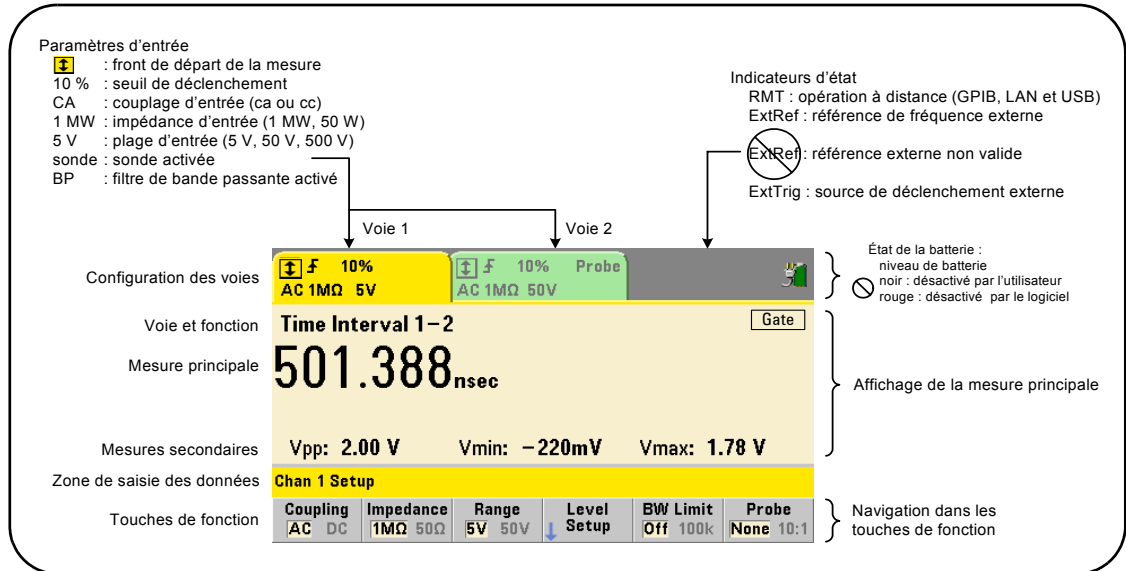 Paramètres d'entrée
: front de départ de la mesure
10 % : seuil de déclenchement
CA : couplage d'entrée (ca ou cc)
1 MW : impédance d'entrée (1 MW, 50 W)
5 V : plage d'entrée (5 V, 50 V, 500 V)
sonde : sonde activée
BP : filtre de bande passante activé
Indicateurs d'état
RMT : opération à distance (GPIB, LAN et USB)
ExtRef : référence de fréquence externe
ExtRef : référence externe non valide
ExtTrig : source de déclenchement externe
Voie 1
Voie 2
Configuration des voies
10%
AC 1MΩ 5V
10% Probe
AC 1MΩ 50V
État de la batterie :
niveau de batterie
noir : désactivé par l'utilisateur
rouge : désactivé par le logiciel
Voie et fonction
Time Interval 1–2
Gate
Mesure principale
501.388 nsec
Affichage de la mesure principale
Mesures secondaires
Vpp: 2.00 V Vmin: –220mV Vmax: 1.78 V
Zone de saisie des données
Chan 1 Setup
Touches de fonction
Coupling Impedance Range Level BW Limit Probe
AC DC 1MΩ 50Ω 5V 50V Setup Off 100k None 10:1
Navigation dans les
touches de fonction